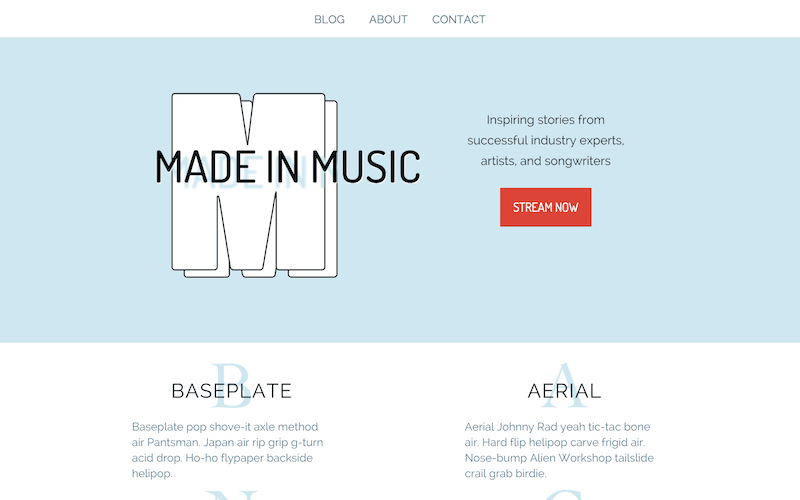 BLOG ABOUT CONTACT
M
MADE IN MUSIC
Inspiring stories from
successful industry experts,
artists, and songwriters
STREAM NOW
B
BASEPLATE
Baseplate pop shove-it axle method
air Pantsman. Japan air rip grip g-turn
acid drop. Ho-ho flypaper backside
helipop.
A
AERIAL
Aerial Johnny Rad yeah tic-tac bone
air. Hard flip helipop carve frigid air.
Nose-bump Alien Workshop tailslide
crail grab birdie.